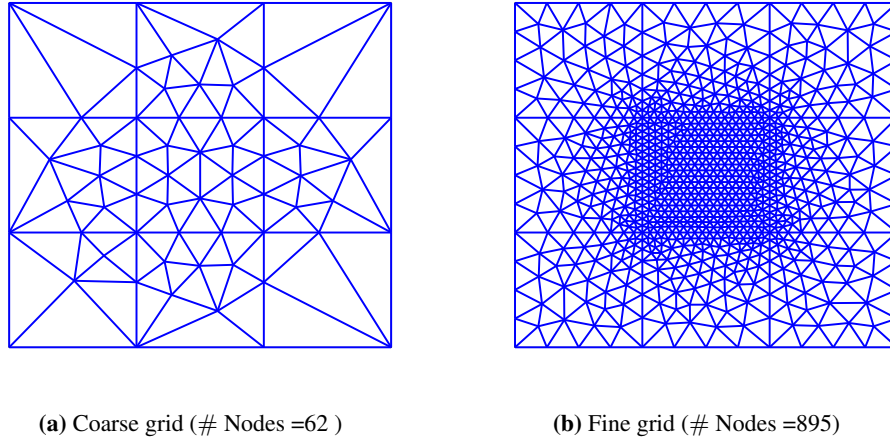 (a) Coarse grid (# Nodes =62 )
(b) Fine grid (# Nodes =895)